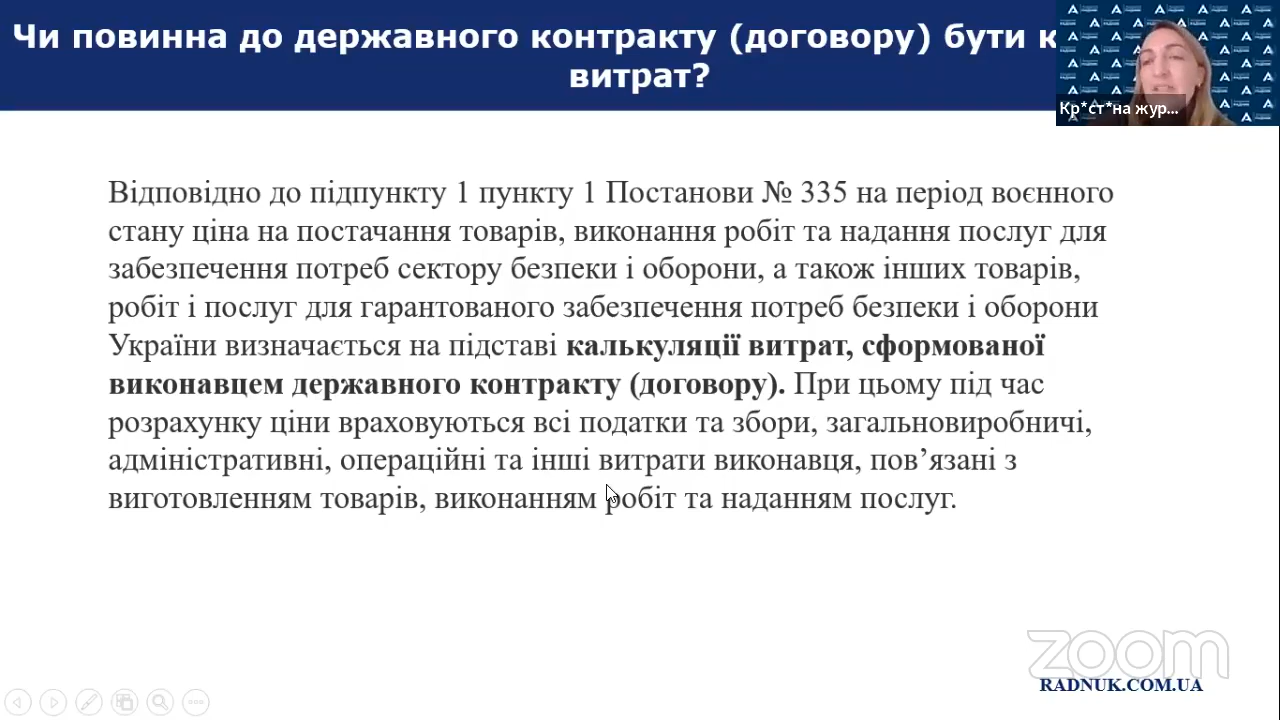 Чи повинна до державного контракту (договору) бути к
витрат?
Кр*ст*на жур...
Відповідно до підпункту 1 пункту 1 Постанови № 335 на період воєнного
стану ціна на постачання товарів, виконання робіт та надання послуг для
забезпечення потреб сектору безпеки і оборони, а також інших товарів,
робіт і послуг для гарантованого забезпечення потреб безпеки і оборони
України визначається на підставі калькуляції витрат, сформованої
виконавцем державного контракту (договору). При цьому під час
розрахунку ціни враховуються всі податки та збори, загальновиробничі,
адміністративні, операційні та інші витрати виконавця, пов’язані з
виготовленням товарів, виконанням робіт та наданням послуг.
zoom
RADNUK.COM.UA